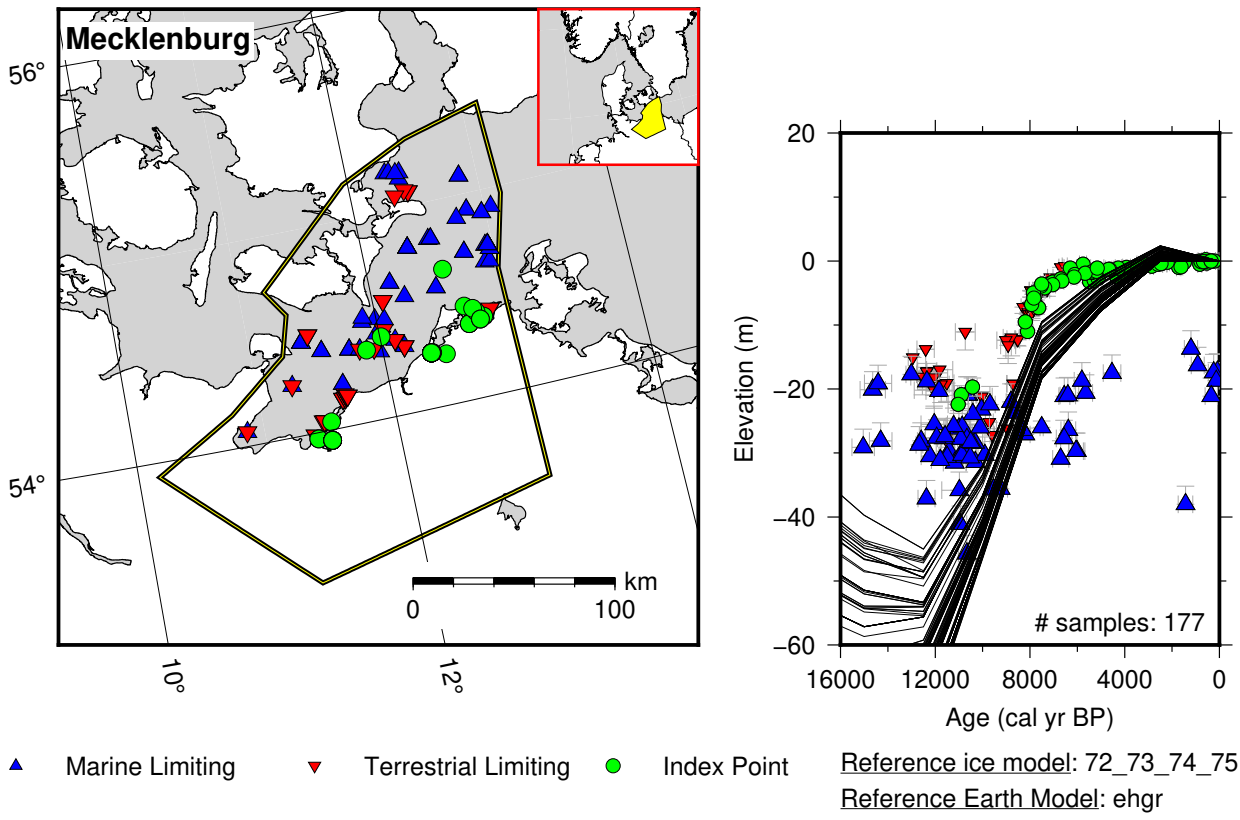 Mecklenburg
56°
54°
10°
12°
km
0 100
Elevation (m)
20
0
−20
−40
−60
# samples: 177
16000 12000 8000 4000 0
Age (cal yr BP)
Marine Limiting Terrestrial Limiting Index Point
Reference ice model: 72_73_74_75
Reference Earth Model: ehgr